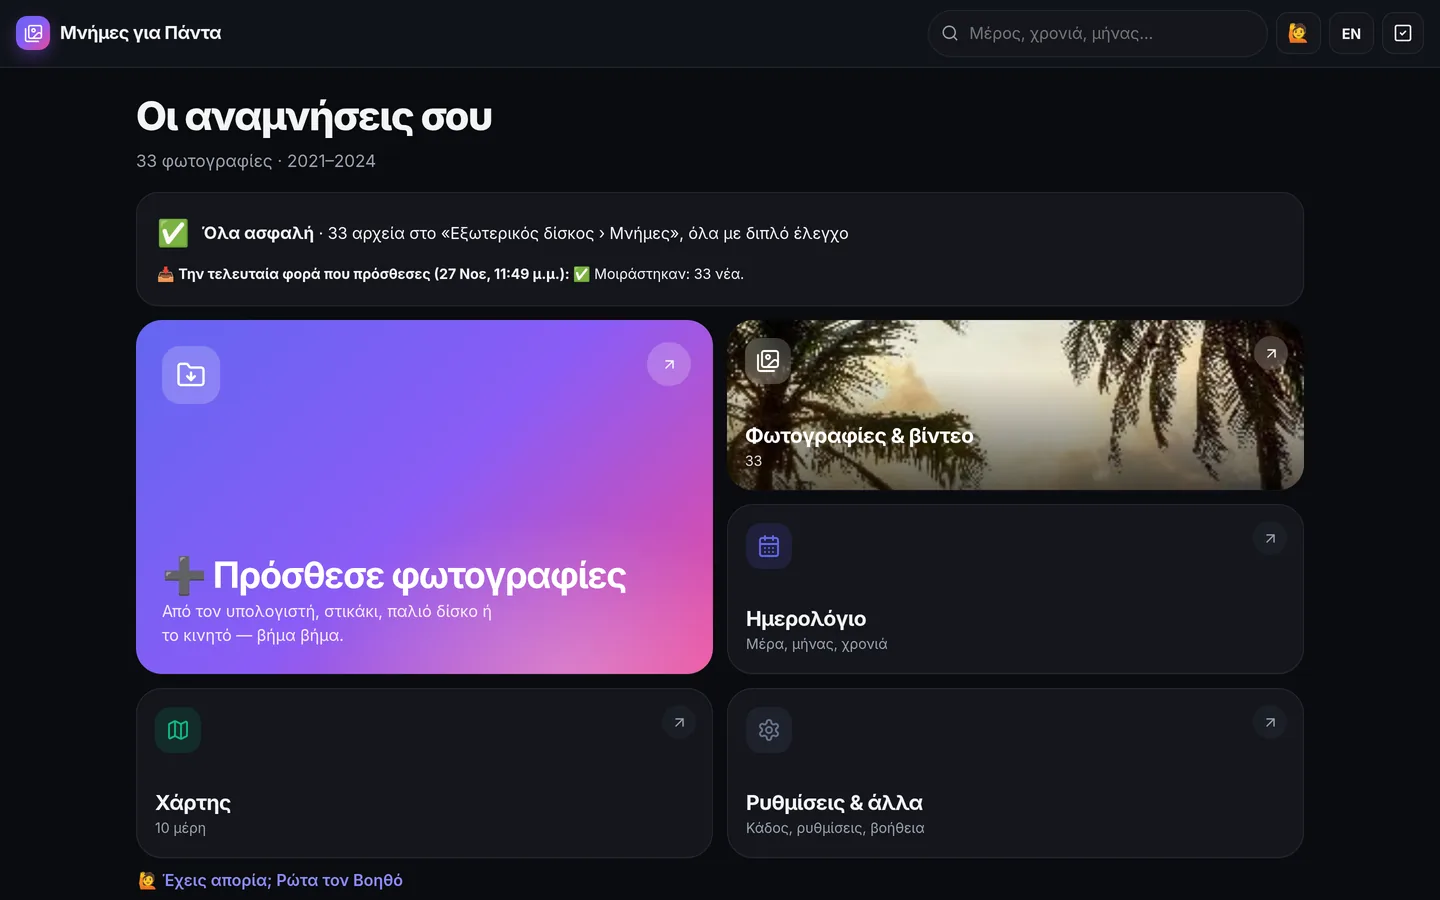 Μνήμες για Πάντα
Μέρος, χρονιά, μήνας...
EN
Οι αναμνήσεις σου
33 φωτογραφίες · 2021–2024
✅ Όλα ασφαλή · 33 αρχεία στο «Εξωτερικός δίσκος › Μνήμες», όλα με διπλό έλεγχο
📥 Την τελευταία φορά που πρόσθεσες (27 Νοε, 11:49 μ.μ.): ✅ Μοιράστηκαν: 33 νέα.
➕ Πρόσθεσε φωτογραφίες
Από τον υπολογιστή, στικάκι, παλιό δίσκο ή
το κινητό — βήμα βήμα.
Φωτογραφίες & βίντεο
33
Ημερολόγιο
Μέρα, μήνας, χρονιά
Χάρτης
10 μέρη
Ρυθμίσεις & άλλα
Κάδος, ρυθμίσεις, βοήθεια
🙋 Έχεις απορία; Ρώτα τον Βοηθό